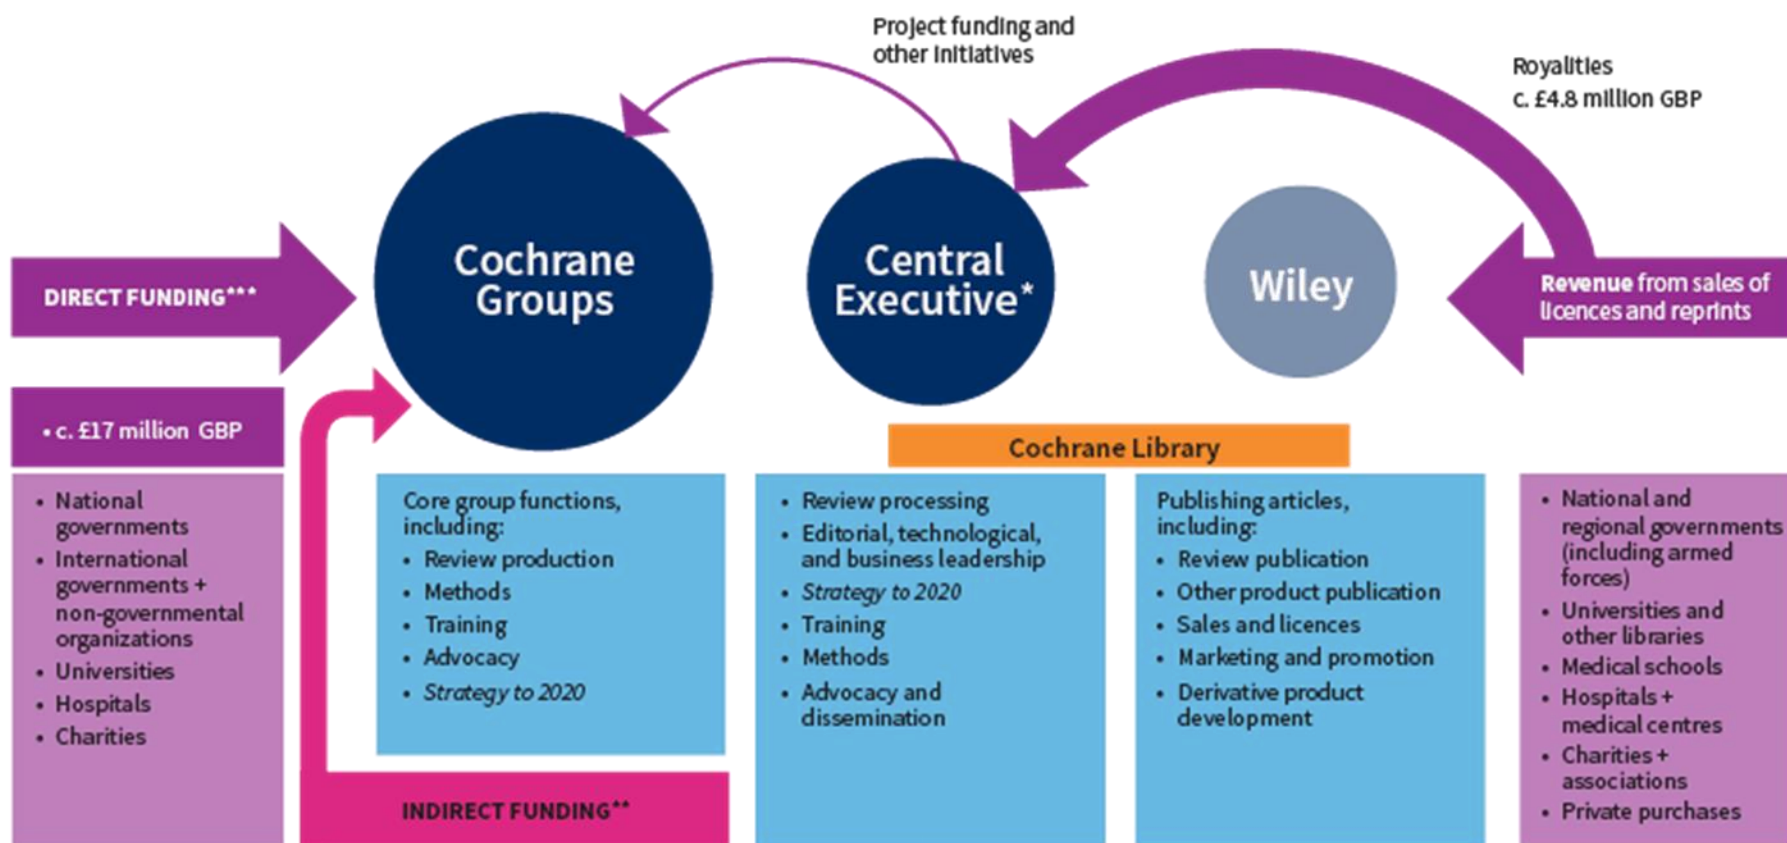 Project funding and
other initiatives
Royalities
c. £4.8 million GBP
DIRECT FUNDING***
Cochrane
Groups
Central
Executive*
Wiley
Revenue from sales of
licences and reprints
• c. £17 million GBP
Cochrane Library
• National
governments
• International
governments +
non-governmental
organizations
• Universities
• Hospitals
• Charities
Core group functions,
including:
• Review production
• Methods
• Training
• Advocacy
• Strategy to 2020
INDIRECT FUNDING**
• Review processing
• Editorial, technological,
and business leadership
• Strategy to 2020
• Training
• Methods
• Advocacy and
dissemination
Publishing articles,
including:
• Review publication
• Other product publication
• Sales and licences
• Marketing and promotion
• Derivative product
development
• National and
regional governments
(including armed
forces)
• Universities and
other libraries
• Medical schools
• Hospitals +
medical centres
• Charities +
associations
• Private purchases